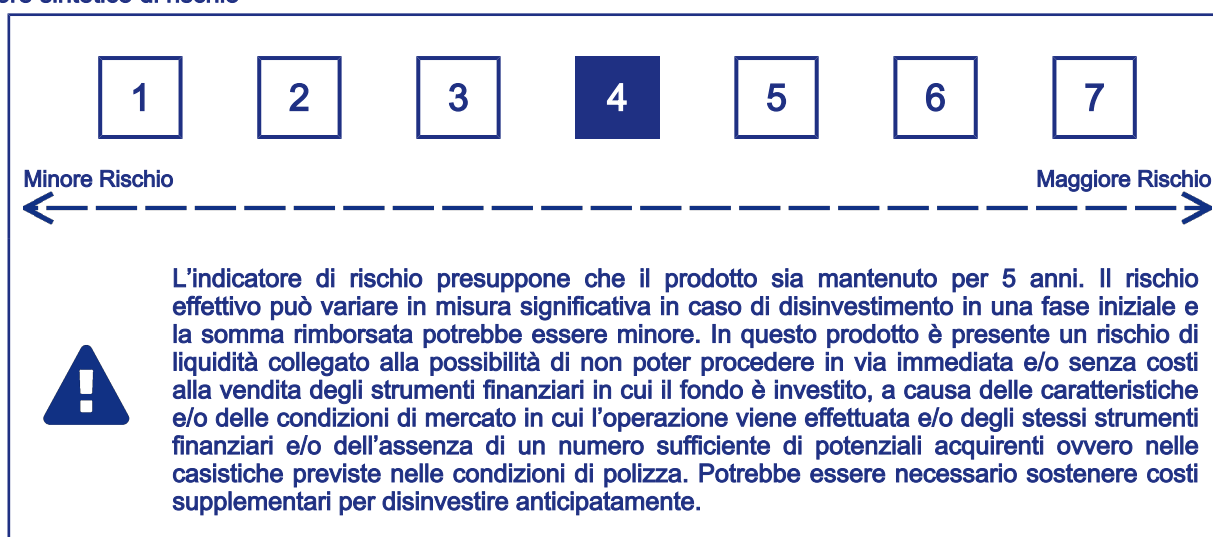 sintetico di rischio
1 2 3 4 5 6 7
Minore Rischio Maggiore Rischio
L’indicatore di rischio presuppone che il prodotto sia mantenuto per 5 anni. Il rischio
effettivo può variare in misura significativa in caso di disinvestimento in una fase iniziale e
la somma rimborsata potrebbe essere minore. In questo prodotto è presente un rischio di
liquidità collegato alla possibilità di non poter procedere in via immediata e/o senza costi
alla vendita degli strumenti finanziari in cui il fondo è investito, a causa delle caratteristiche
e/o delle condizioni di mercato in cui l’operazione viene effettuata e/o degli stessi strumenti
finanziari e/o dell’assenza di un numero sufficiente di potenziali acquirenti ovvero nelle
casistiche previste nelle condizioni di polizza. Potrebbe essere necessario sostenere costi
supplementari per disinvestire anticipatamente.